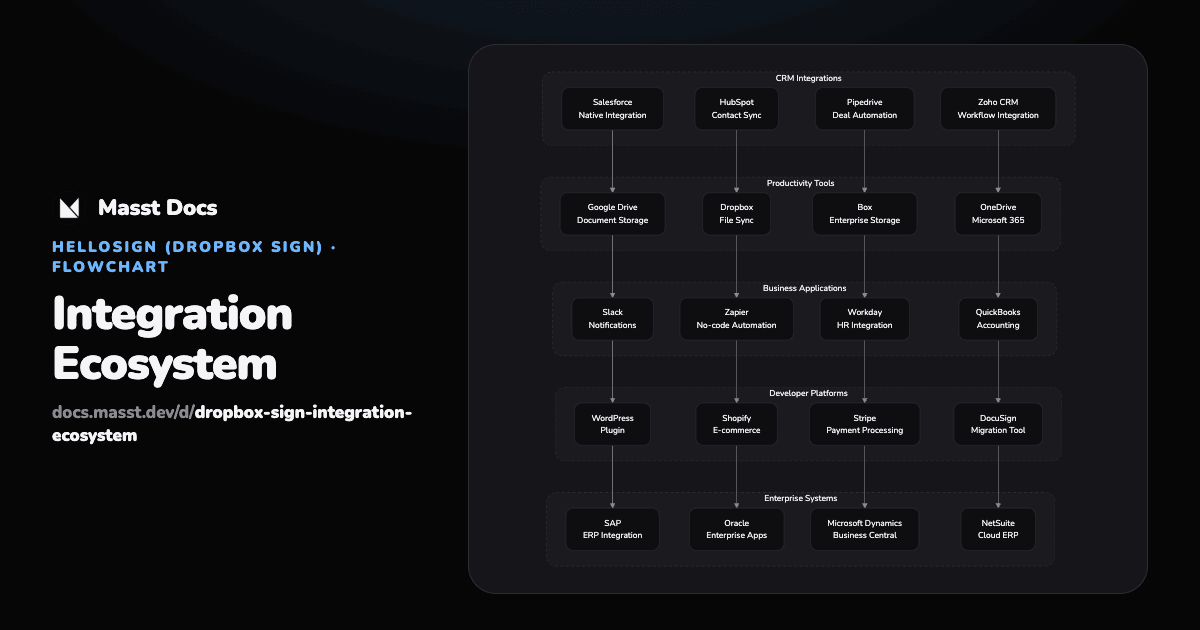 Masst Docs
HELLOSIGN (DROPBOX SIGN) ·
FLOWCHART
Integration
Ecosystem
docs.masst.dev/d/dropbox-sign-integration-
ecosystem
CRM Integrations
Salesforce
Native Integration
HubSpot
Contact Sync
Pipedrive
Deal Automation
Zoho CRM
Workflow Integration
Productivity Tools
Google Drive
Document Storage
Dropbox
File Sync
Box
Enterprise Storage
OneDrive
Microsoft 365
Business Applications
Slack
Notifications
Zapier
No-code Automation
Workday
HR Integration
QuickBooks
Accounting
Developer Platforms
WordPress
Plugin
Shopify
E-commerce
Stripe
Payment Processing
DocuSign
Migration Tool
Enterprise Systems
SAP
ERP Integration
Oracle
Enterprise Apps
Microsoft Dynamics
Business Central
NetSuite
Cloud ERP